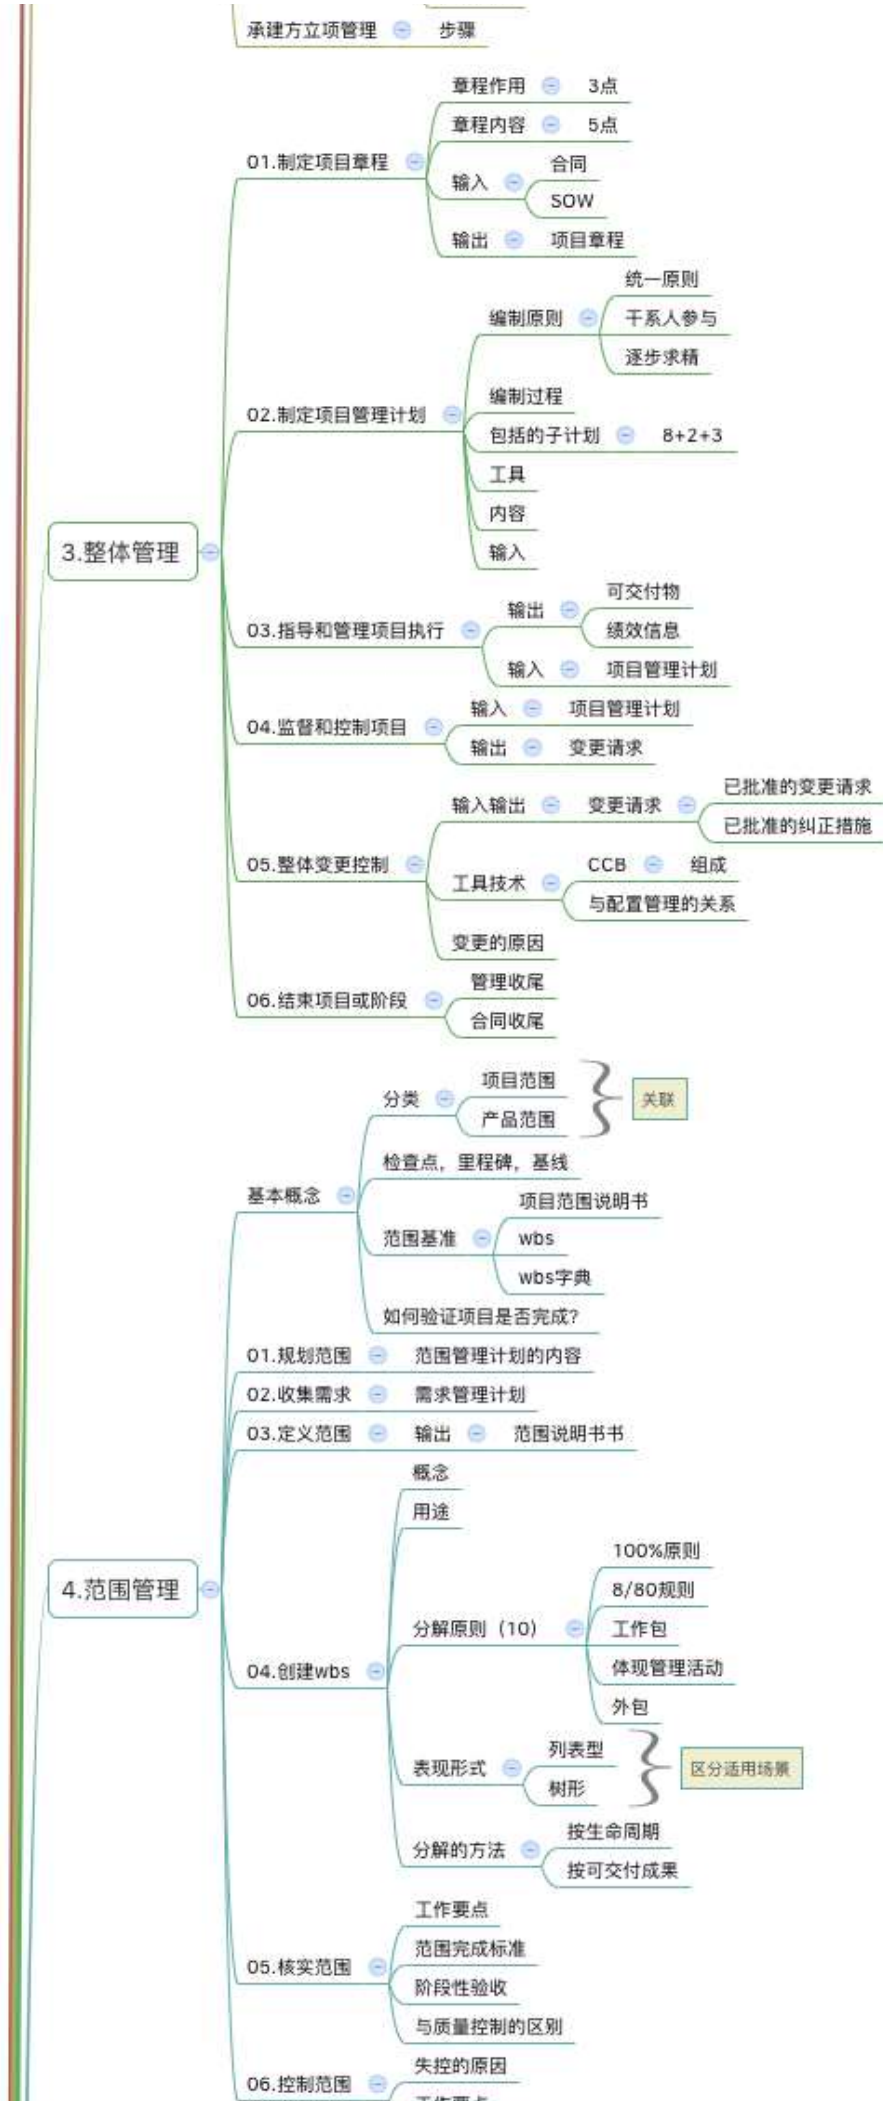 承建方立项管理 步骤
3.整体管理
01.制定项目章程
章程作用 3点
章程内容 5点
输入
合同
SOW
输出 项目章程
02.制定项目管理计划
编制原则
统一原则
干系人参与
逐步求精
编制过程
包括的子计划 8+2+3
工具
内容
输入
03.指导和管理项目执行
输出
可交付物
绩效信息
输入 项目管理计划
04.监督和控制项目
输入 项目管理计划
输出 变更请求
05.整体变更控制
输入输出 变更请求
已批准的变更请求
已批准的纠正措施
工具技术
CCB 组成
与配置管理的关系
变更的原因
06.结束项目或阶段
管理收尾
合同收尾
4.范围管理
基本概念
分类
项目范围
产品范围
关联
检查点，里程碑，基线
范围基准
项目范围说明书
wbs
wbs字典
如何验证项目是否完成?
01.规划范围 范围管理计划的内容
02.收集需求 需求管理计划
03.定义范围 输出 范围说明书书
04.创建wbs
概念
用途
分解原则（10）
100%原则
8/80规则
工作包
体现管理活动
外包
表现形式
列表型
树形
区分适用场景
分解的方法
按生命周期
按可交付成果
05.核实范围
工作要点
范围完成标准
阶段性验收
与质量控制的区别
06.控制范围
失控的原因